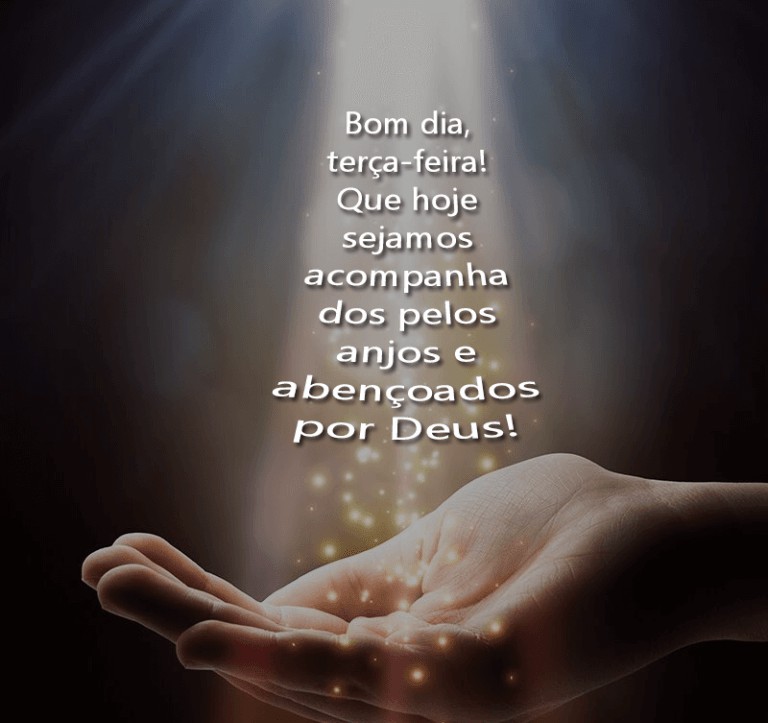 Bom dia,
terça-feira!
Que hoje
sejamos
acompanha
dos pelos
anjos e
abençoados
por Deus!